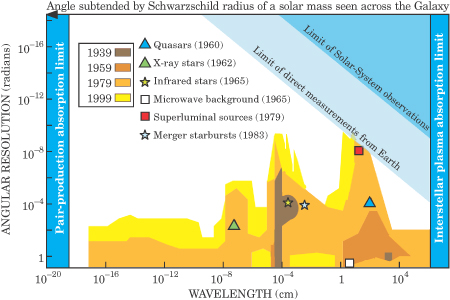 Angle subtended by Schwarzschild radius of a solar mass seen across the Galaxy
10⁻¹⁶
10⁻¹²
10⁻⁸
10⁻⁴
1
ANGULAR RESOLUTION (radians)
Pair-production absorption limit
1939
1959
1979
1999
Quasars (1960)
X-ray stars (1962)
Infrared stars (1965)
Microwave background (1965)
Superluminal sources (1979)
Merger starbursts (1983)
Limit of Solar-System observations
Limit of direct measurements from Earth
Interstellar plasma absorption limit
10⁻²⁰
10⁻¹⁶
10⁻¹²
10⁻⁸
10⁻⁴
1
10⁴
WAVELENGTH (cm)